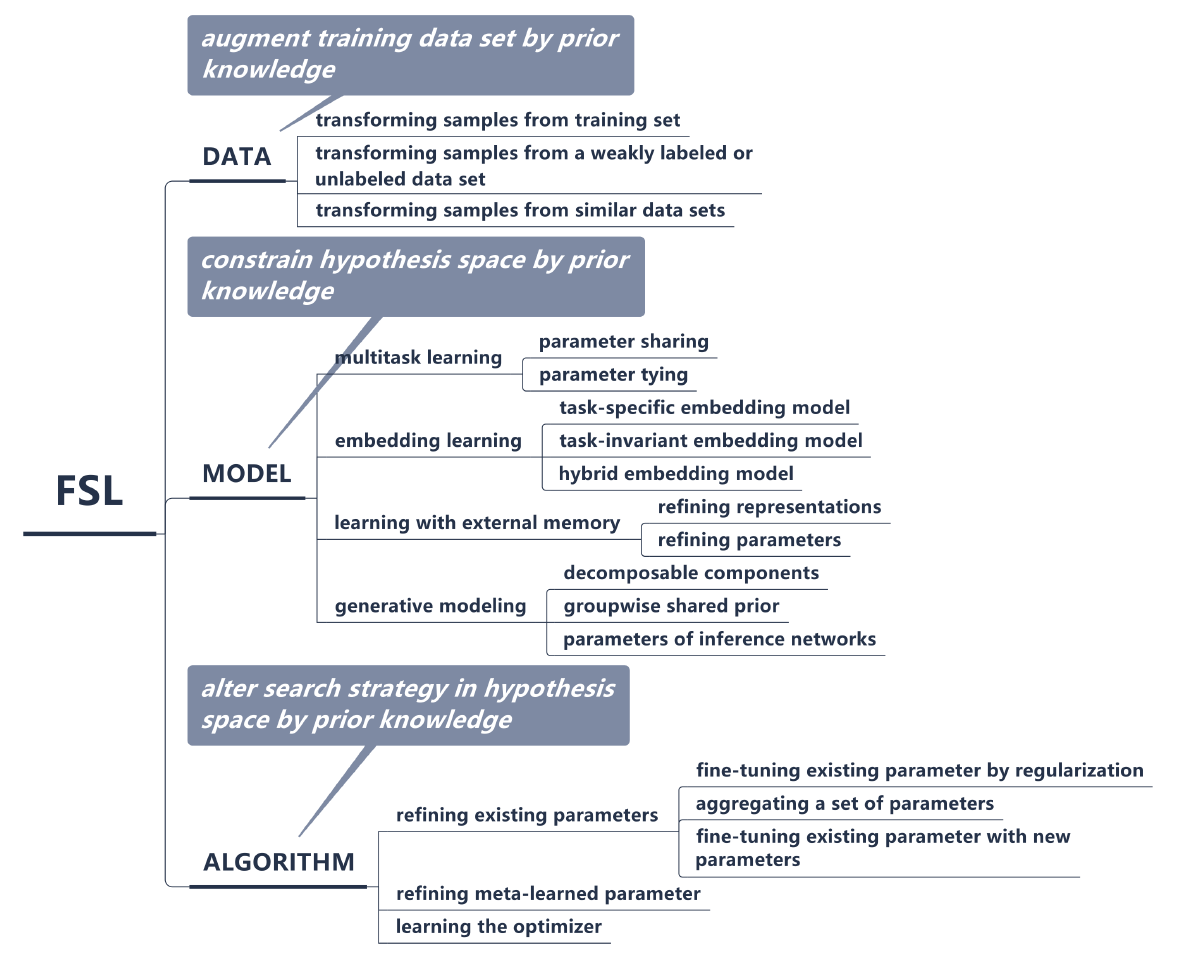 augment training data set by prior
knowledge
transforming samples from training set
DATA
transforming samples from a weakly labeled or
unlabeled data set
transforming samples from similar data sets
constrain hypothesis space by prior
knowledge
multitask learning
parameter sharing
parameter tying
task-specific embedding model
embedding learning
task-invariant embedding model
hybrid embedding model
MODEL
FSL
learning with external memory
refining representations
refining parameters
generative modeling
decomposable components
groupwise shared prior
parameters of inference networks
alter search strategy in hypothesis
space by prior knowledge
refining existing parameters
fine-tuning existing parameter by regularization
aggregating a set of parameters
fine-tuning existing parameter with new
parameters
ALGORITHM
refining meta-learned parameter
learning the optimizer